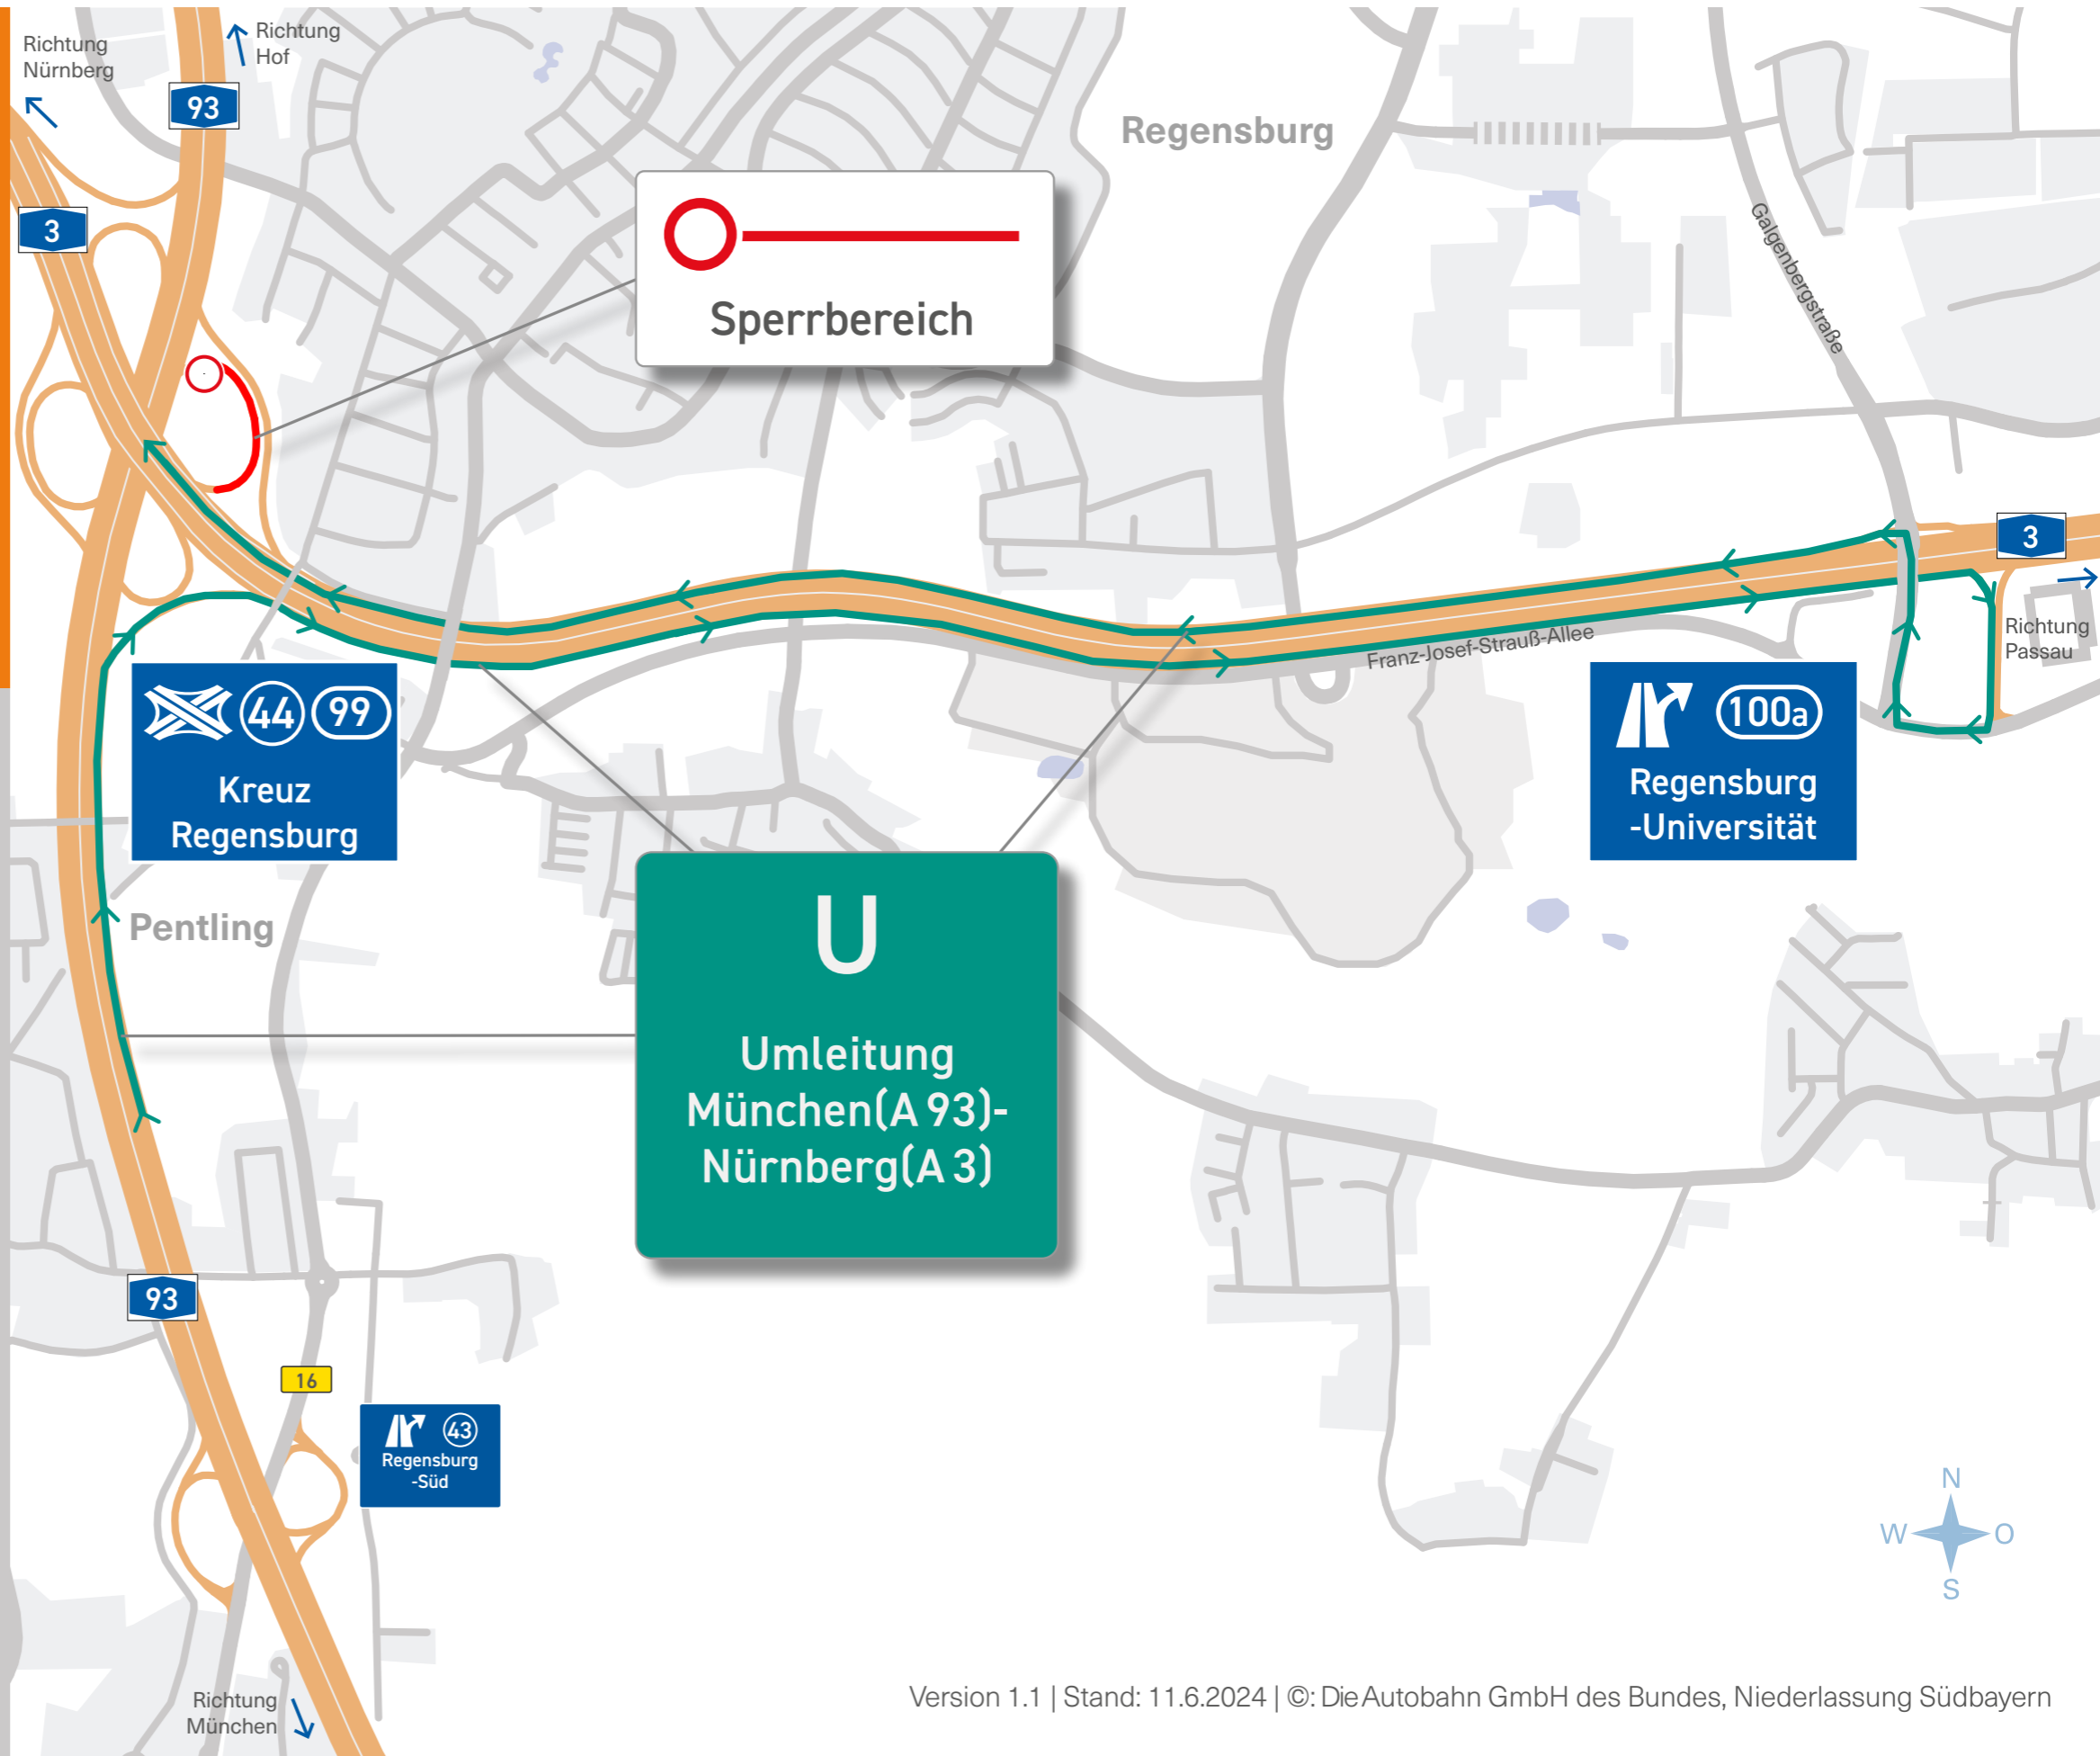 Richtung
Nürnberg
Richtung
Hof
93
3
Regensburg
Sperrbereich
Galgenbergstraße
3
Richtung
Passau
Franz-Josef-Strauß-Allee
44 99
Kreuz
Regensburg
100a
Regensburg
-Universität
Pentling
U
Umleitung
München(A 93)-
Nürnberg(A 3)
93
16
43
Regensburg
-Süd
N
W O
S
Richtung
München
Version 1.1 | Stand: 11.6.2024 | ©: Die Autobahn GmbH des Bundes, Niederlassung Südbayern